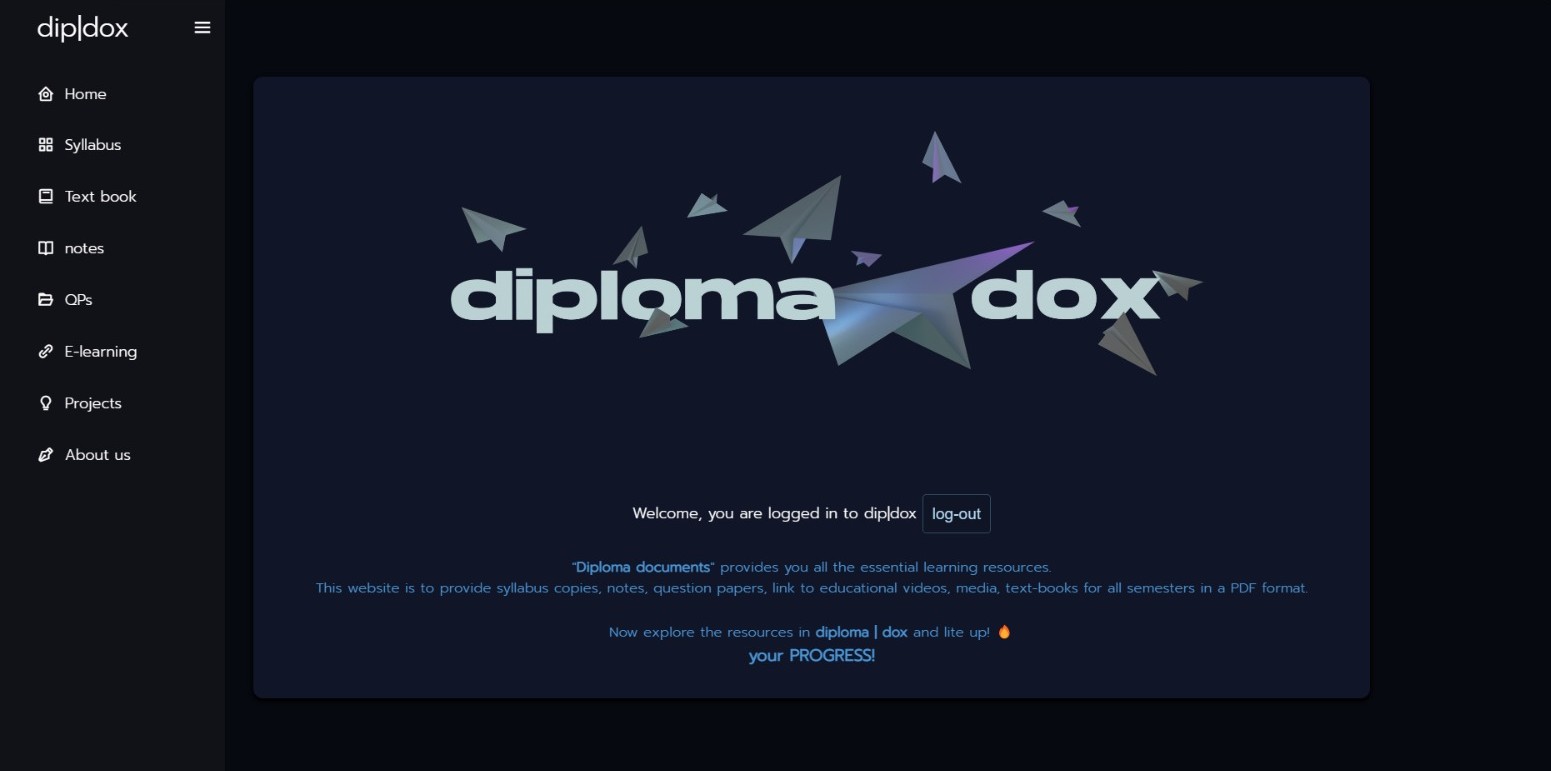 dip|dox
Home
Syllabus
Text book
notes
QPs
E-learning
Projects
About us
diploma dox
Welcome, you are logged in to dip|dox log-out
"Diploma documents" provides you all the essential learning resources.
This website is to provide syllabus copies, notes, question papers, link to educational videos, media, text-books for all semesters in a PDF format.
Now explore the resources in diploma | dox and lite up! 🔥
your PROGRESS!